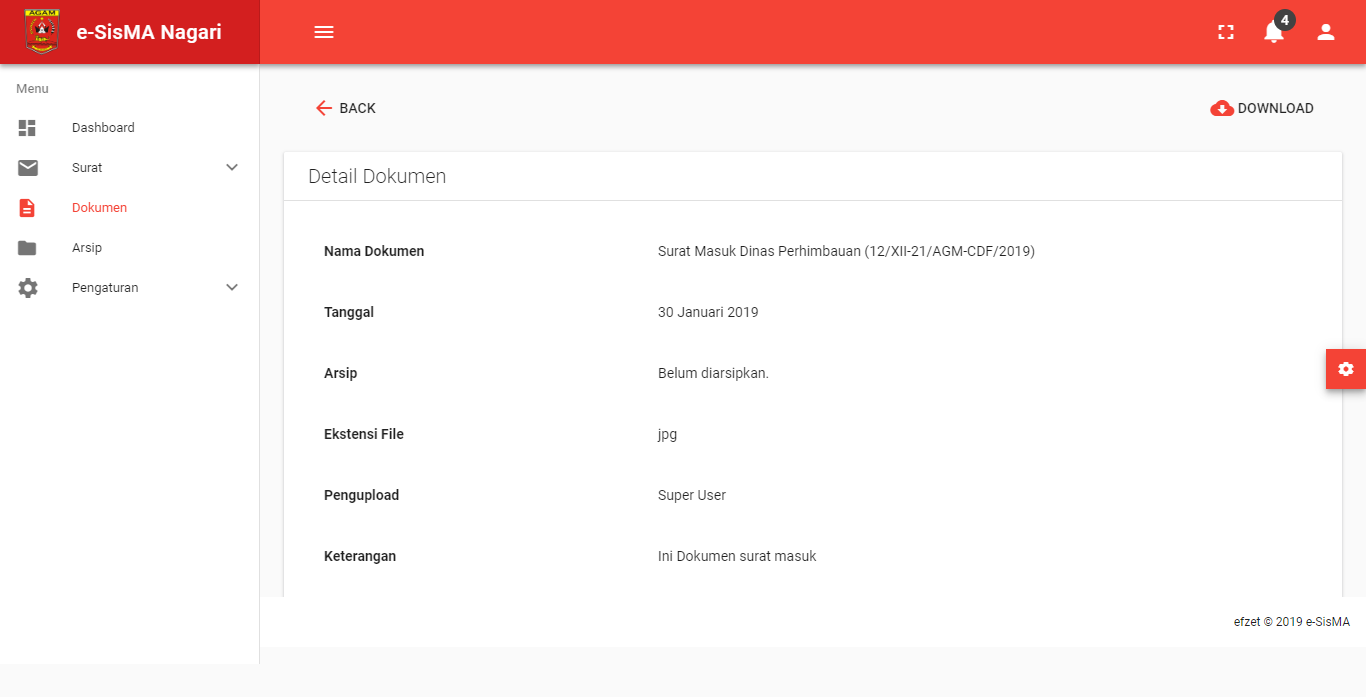 AGAM
e-SisMA Nagari
4
Menu
Dashboard
Surat
Dokumen
Arsip
Pengaturan
BACK
DOWNLOAD
Detail Dokumen
Nama Dokumen Surat Masuk Dinas Perhimbauan (12/XII-21/AGM-CDF/2019)
Tanggal 30 Januari 2019
Arsip Belum diarsipkan.
Ekstensi File jpg
Pengupload Super User
Keterangan Ini Dokumen surat masuk
efzet © 2019 e-SisMA